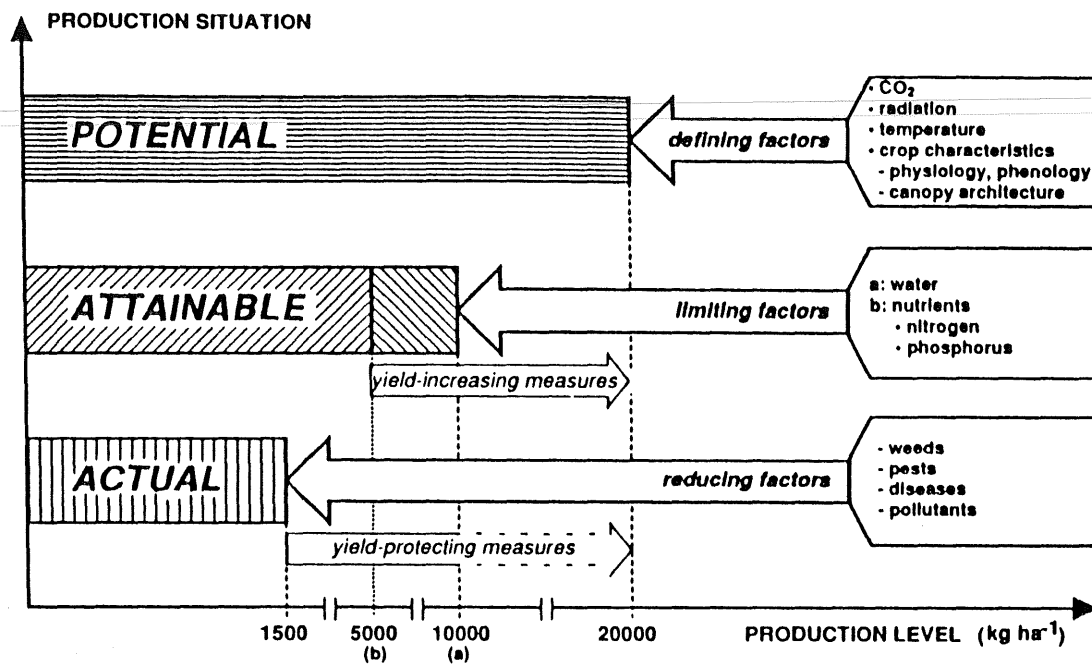 PRODUCTION SITUATION
POTENTIAL
defining factors
• CO₂
• radiation
• temperature
• crop characteristics
- physiology, phenology
- canopy architecture
ATTAINABLE
limiting factors
a: water
b: nutrients
• nitrogen
• phosphorus
yield-increasing measures
ACTUAL
reducing factors
- weeds
- pests
- diseases
- pollutants
yield-protecting measures
1500 5000 10000 20000 PRODUCTION LEVEL (kg ha⁻¹)
(b) (a)